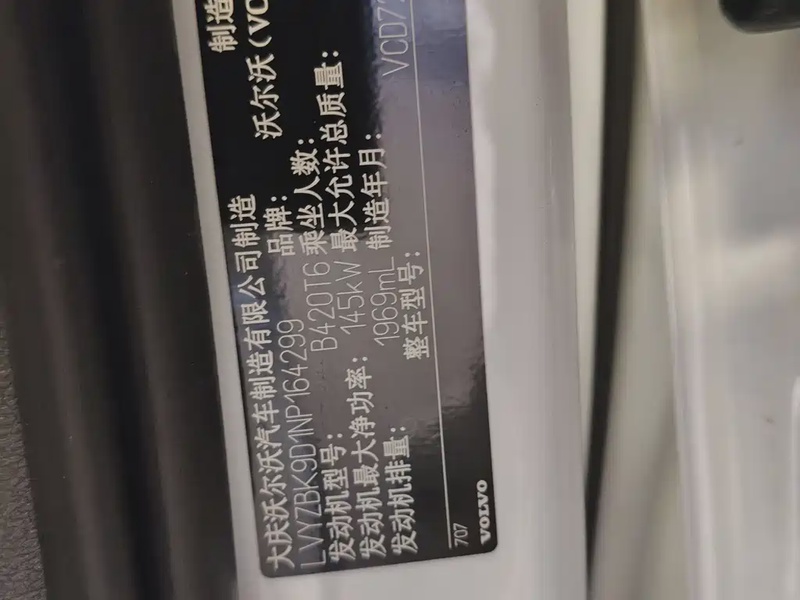 大庆沃尔沃汽车制造有限公司制造
制造
LVYZBK9D1NP164299
品牌：
沃尔沃（VO
发动机型号：
B420T6
乘坐人数：
发动机最大净功率：
145kW
最大允许总质量：
发动机排量：
1969mL
制造年月：
整车型号：
VCD7
707
VOLVO